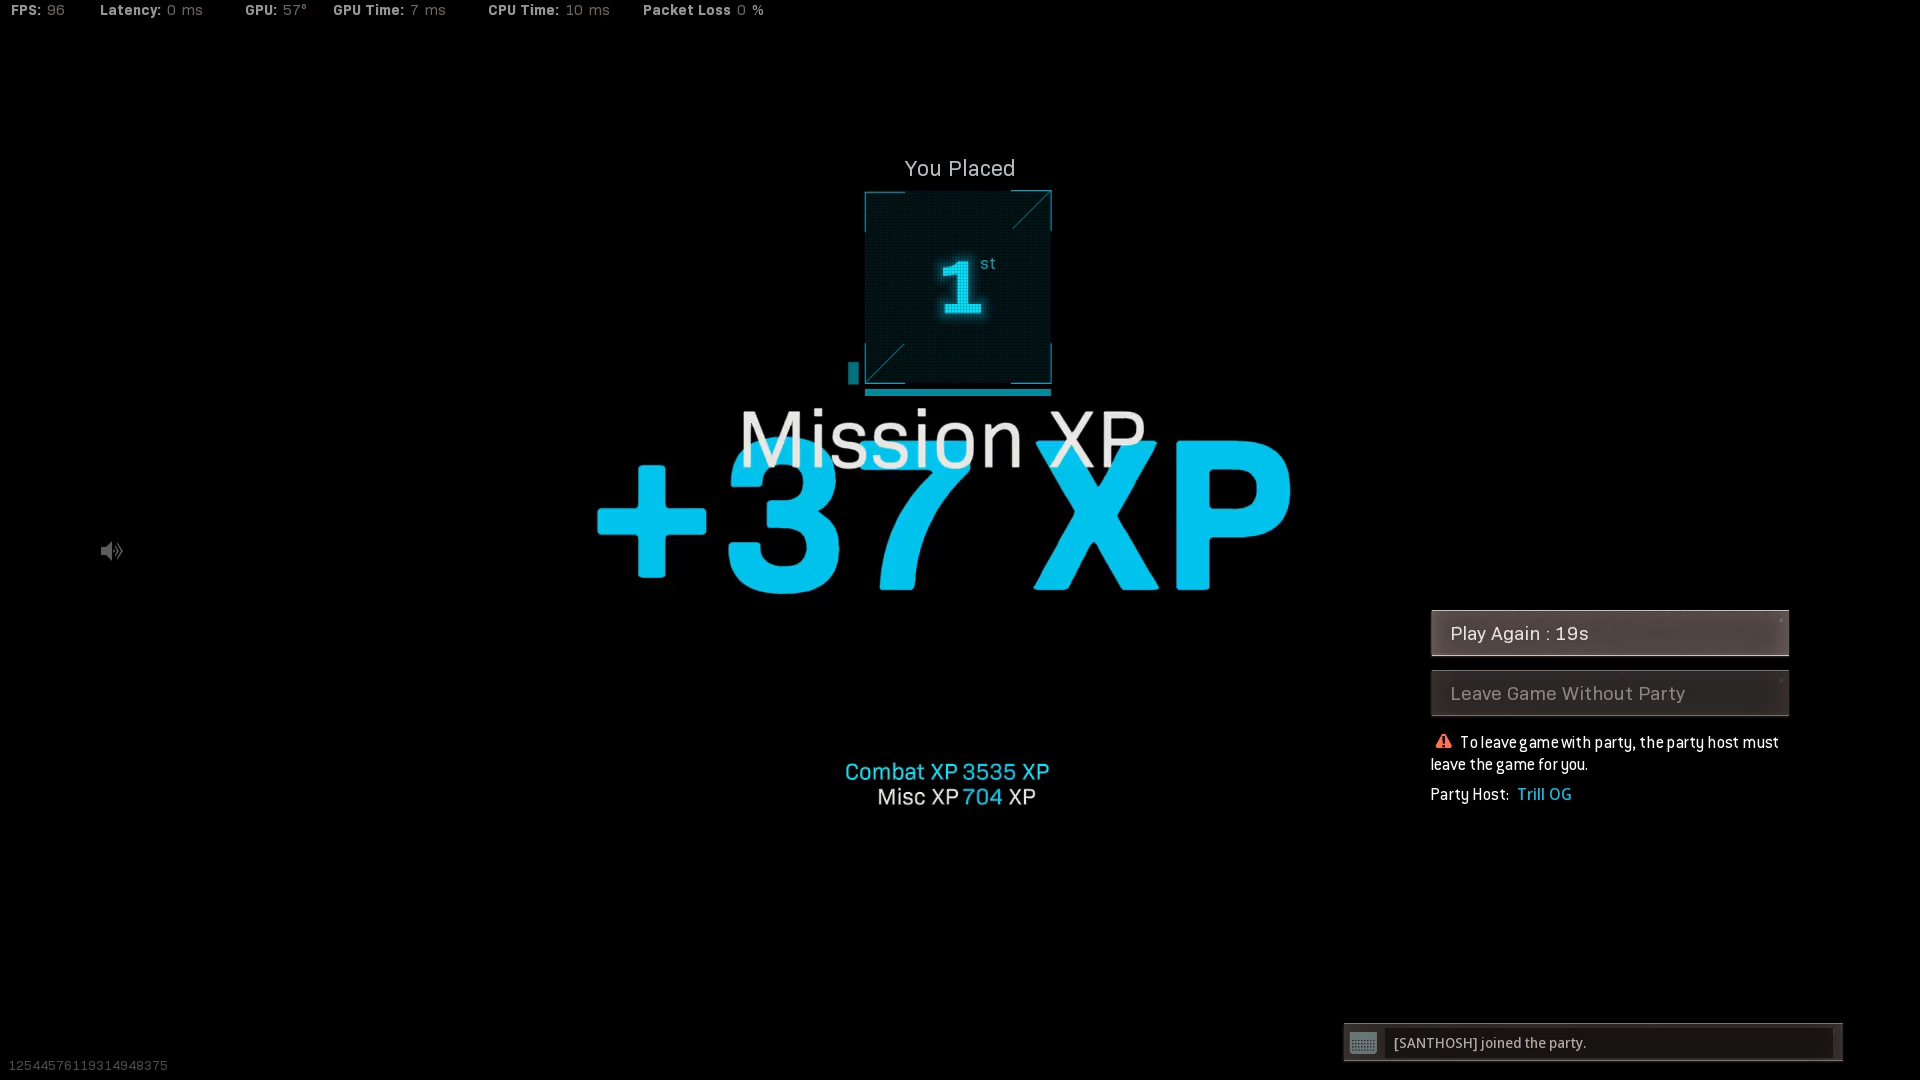 FPS: 96 Latency: 0 ms GPU: 57° GPU Time: 7 ms CPU Time: 10 ms Packet Loss 0 %
You Placed
1st
Mission XP
+37 XP
Play Again : 19s
Leave Game Without Party
To leave game with party, the party host must
leave the game for you.
Party Host: Trill OG
Combat XP 3535 XP
Misc XP 704 XP
[SANTHOSH] joined the party.
12544576119314948375